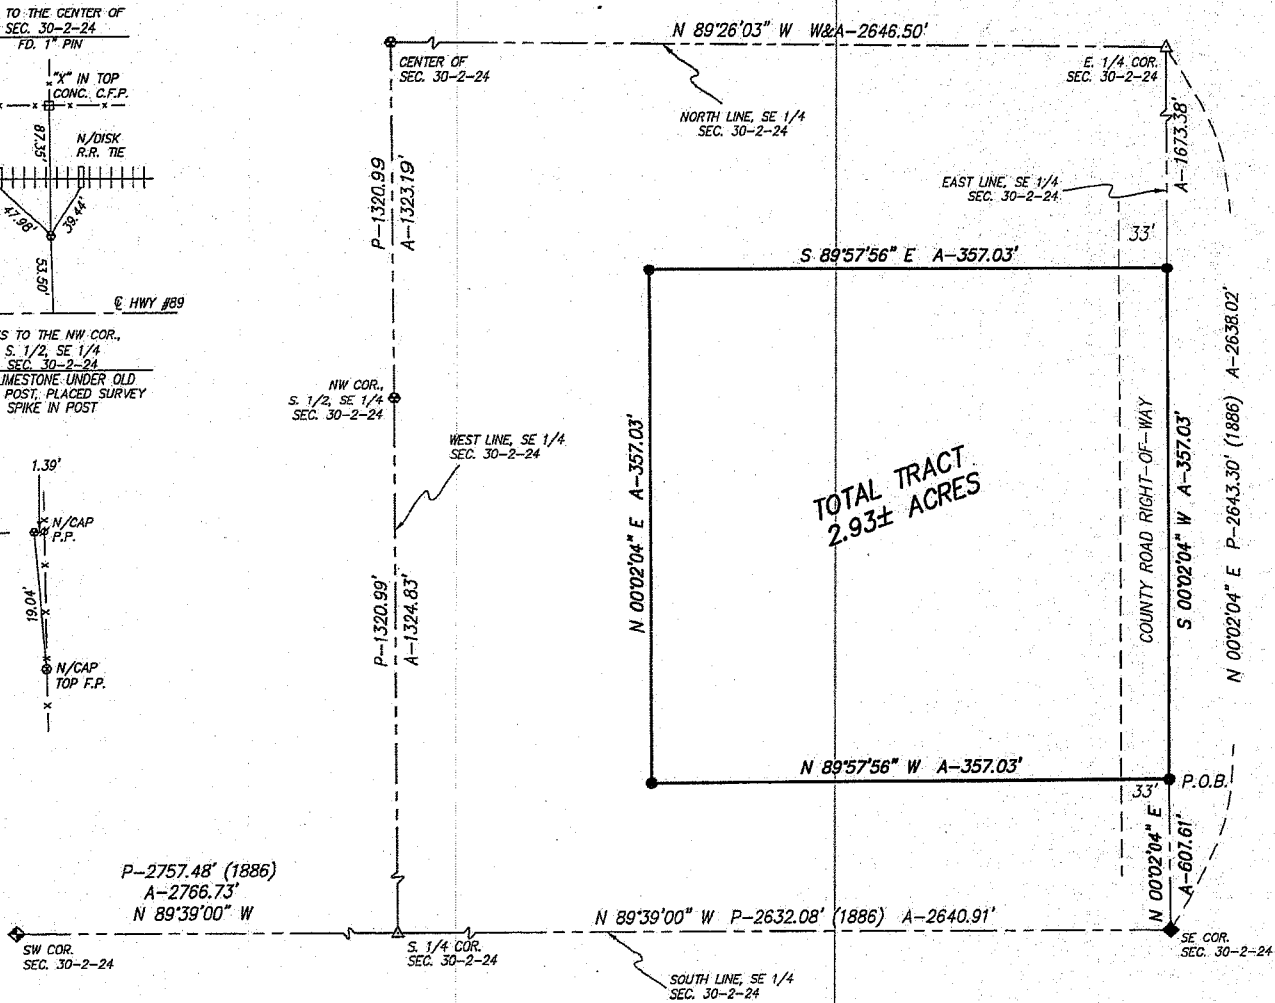 TO THE CENTER OF
SEC. 30-2-24
FD. 1" PIN
"X" IN TOP
CONC. C.F.P.
87.35'
N/DISK
R.R. TIE
47.98'
39.44'
53.50'
℄ HWY #89
S TO THE NW COR.,
S. 1/2, SE 1/4
SEC. 30-2-24
IMESTONE UNDER OLD
POST, PLACED SURVEY
SPIKE IN POST
1.39'
N/CAP
P.P.
19.04'
N/CAP
TOP F.P.
N 89°26'03" W W&A-2646.50'
CENTER OF
SEC. 30-2-24
E. 1/4 COR.
SEC. 30-2-24
NORTH LINE, SE 1/4
SEC. 30-2-24
P-1320.99
A-1323.19'
A-1673.38'
EAST LINE, SE 1/4
SEC. 30-2-24
33'
S 89°57'56" E A-357.03'
NW COR.,
S. 1/2, SE 1/4
SEC. 30-2-24
WEST LINE, SE 1/4
SEC. 30-2-24
N 00°02'04" E A-357.03'
TOTAL TRACT
2.93± ACRES
COUNTY ROAD RIGHT-OF-WAY
S 00°02'04" W A-357.03'
N 00°02'04" E P-2643.30' (1886) A-2638.02'
P-1320.99'
A-1324.83'
N 89°57'56" W A-357.03'
33'
P.O.B.
N 00°02'04" E
A-607.61'
P-2757.48' (1886)
A-2766.73'
N 89°39'00" W
N 89°39'00" W P-2632.08' (1886) A-2640.91'
SW COR.
SEC. 30-2-24
S. 1/4 COR.
SEC. 30-2-24
SE COR.
SEC. 30-2-24
SOUTH LINE, SE 1/4
SEC. 30-2-24